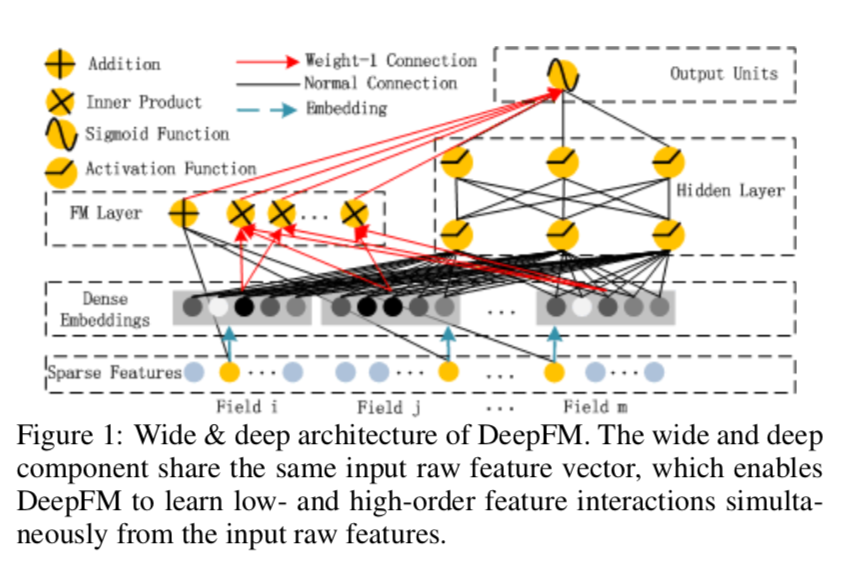 Addition
Inner Product
Sigmoid Function
Activation Function
Weight-1 Connection
Normal Connection
Embedding
Output Units
Hidden Layer
FM Layer
...
Dense
Embeddings
...
Sparse Features ... ... ... ...
Field i Field j ... Field m
Figure 1: Wide & deep architecture of DeepFM. The wide and deep
component share the same input raw feature vector, which enables
DeepFM to learn low- and high-order feature interactions simulta-
neously from the input raw features.